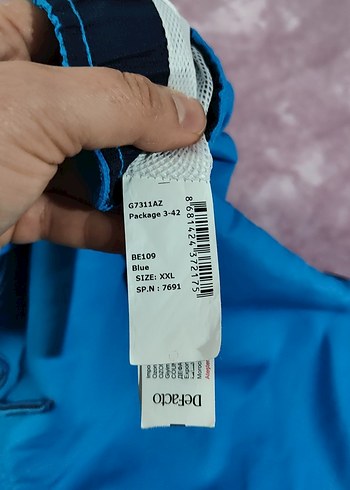 G7311AZ
Package 3-42
BE109
Blue
SIZE: XXL
SP.N : 7691
8681424372175
DeFacto